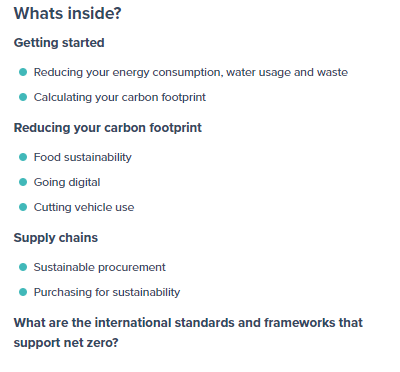 Whats inside?
Getting started
Reducing your energy consumption, water usage and waste
Calculating your carbon footprint
Reducing your carbon footprint
Food sustainability
Going digital
Cutting vehicle use
Supply chains
Sustainable procurement
Purchasing for sustainability
What are the international standards and frameworks that
support net zero?